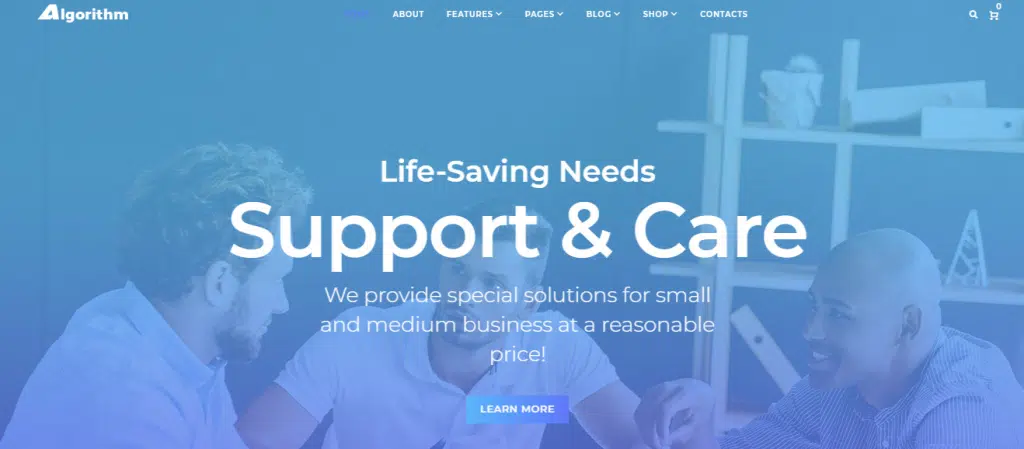 Algorithm
ABOUT FEATURES PAGES BLOG SHOP CONTACTS
0
Life-Saving Needs
Support & Care
We provide special solutions for small
and medium business at a reasonable
price!
LEARN MORE